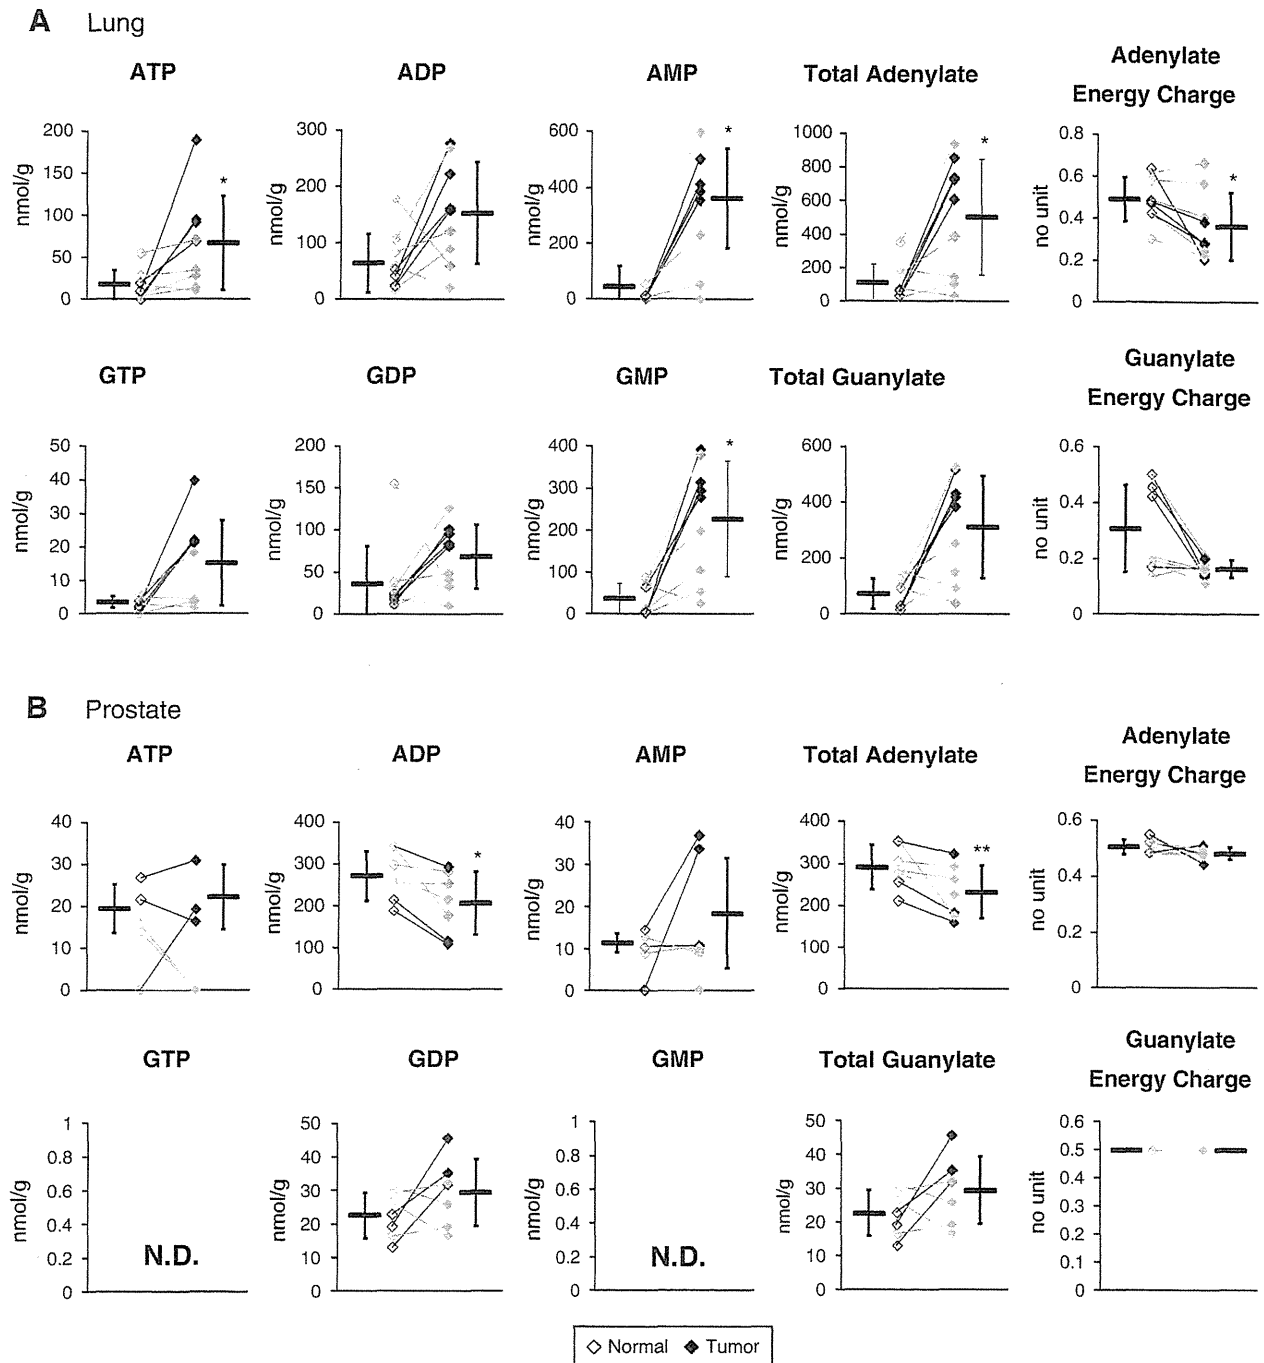 A Lung
ATP
ADP
AMP
Total Adenylate
Adenylate
Energy Charge
nmol/g
200
150
100
50
0
*
nmol/g
300
200
100
0
nmol/g
600
400
200
0
*
nmol/g
1000
800
600
400
200
0
*
no unit
0.8
0.6
0.4
0.2
0
*
GTP
GDP
GMP
Total Guanylate
Guanylate
Energy Charge
nmol/g
50
40
30
20
10
0
nmol/g
200
150
100
50
0
nmol/g
400
300
200
100
0
*
nmol/g
600
400
200
0
no unit
0.6
0.4
0.2
0
B Prostate
ATP
ADP
AMP
Total Adenylate
Adenylate
Energy Charge
nmol/g
40
30
20
10
0
nmol/g
400
300
200
100
0
*
nmol/g
40
30
20
10
0
nmol/g
400
300
200
100
0
**
no unit
0.6
0.4
0.2
0
GTP
GDP
GMP
Total Guanylate
Guanylate
Energy Charge
nmol/g
1
0.8
0.6
0.4
0.2
0
N.D.
nmol/g
50
40
30
20
10
0
nmol/g
1
0.8
0.6
0.4
0.2
0
N.D.
nmol/g
50
40
30
20
10
0
no unit
0.6
0.5
0.4
0.3
0.2
0.1
0
Normal Tumor